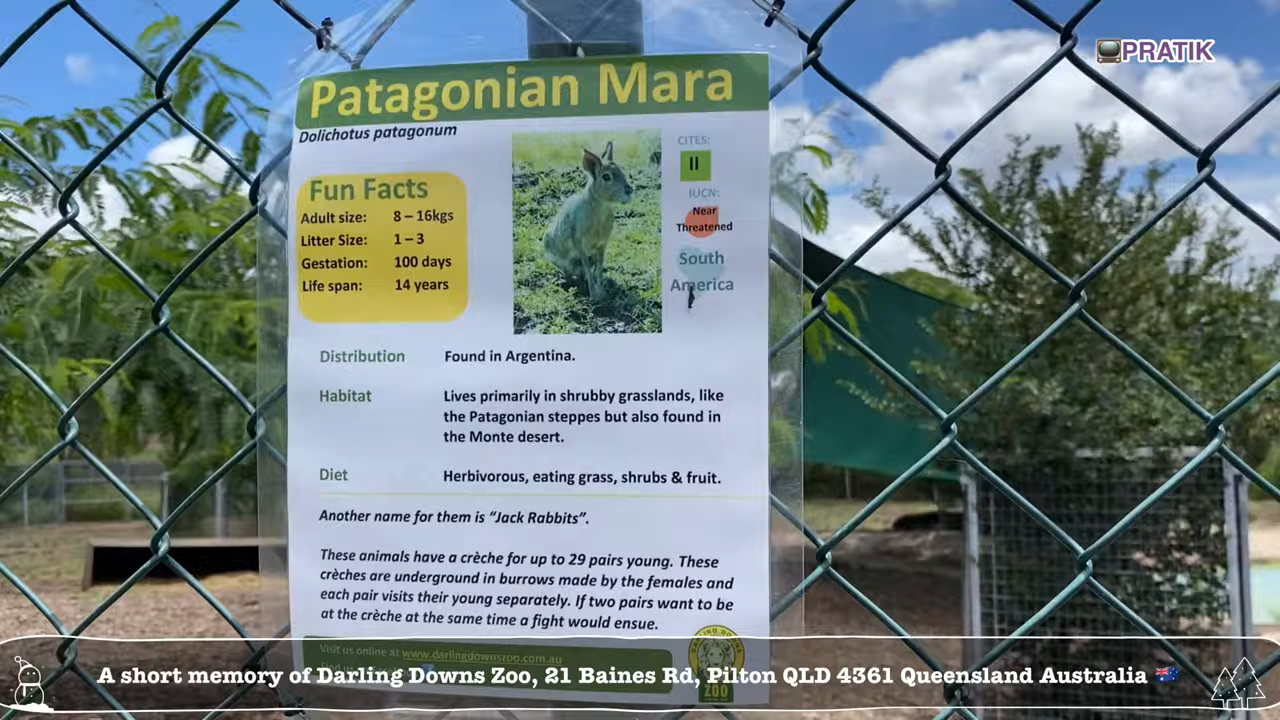 PRATIK
Patagonian Mara
Dolichotus patagonum
Fun Facts
Adult size: 8 – 16kgs
Litter Size: 1 – 3
Gestation: 100 days
Life span: 14 years
CITES:
II
IUCN:
Near
Threatened
South
America
Distribution Found in Argentina.
Habitat Lives primarily in shrubby grasslands, like
the Patagonian steppes but also found in
the Monte desert.
Diet Herbivorous, eating grass, shrubs & fruit.
Another name for them is “Jack Rabbits”.
These animals have a crèche for up to 29 pairs young. These
crèches are underground in burrows made by the females and
each pair visits their young separately. If two pairs want to be
at the crèche at the same time a fight would ensue.
Visit us online at www.darlingdownszoo.com.au
ZOO
A short memory of Darling Downs Zoo, 21 Baines Rd, Pilton QLD 4361 Queensland Australia